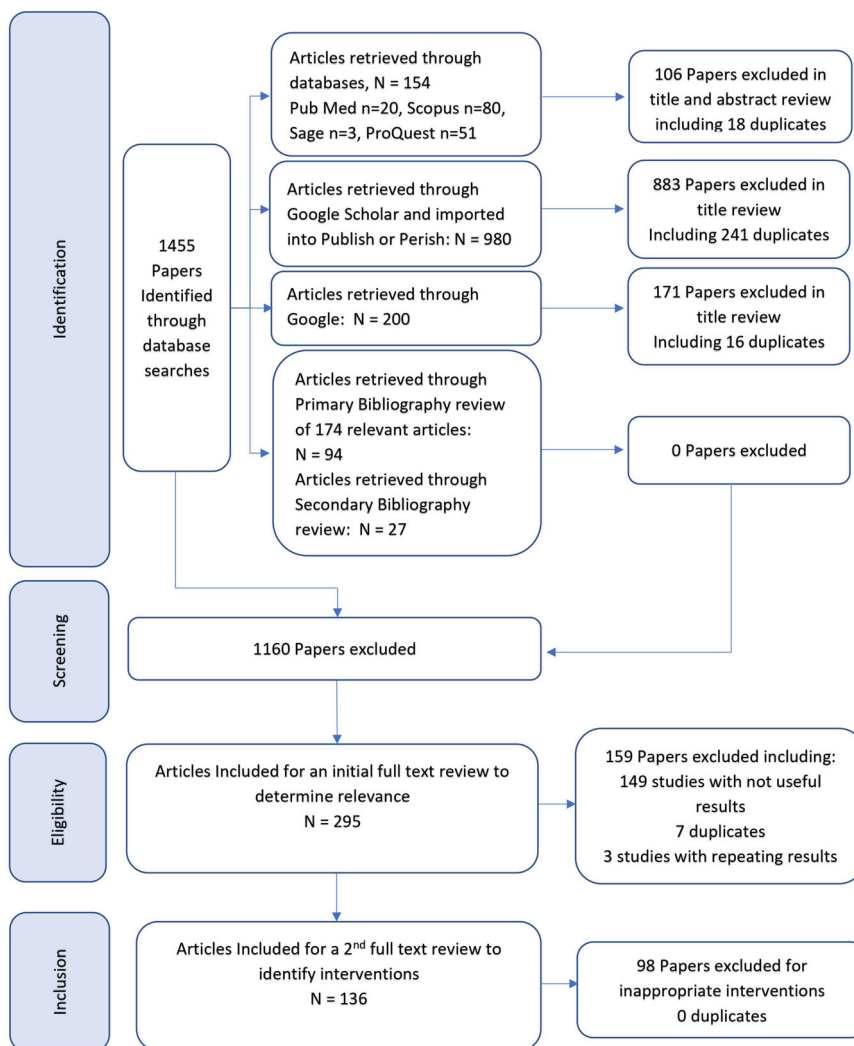 Identification
1455
Papers
Identified
through
database
searches
Articles retrieved through
databases, N = 154
Pub Med n=20, Scopus n=80,
Sage n=3, ProQuest n=51
106 Papers excluded in
title and abstract review
including 18 duplicates
Articles retrieved through
Google Scholar and imported
into Publish or Perish: N = 980
883 Papers excluded in
title review
Including 241 duplicates
Articles retrieved through
Google: N = 200
171 Papers excluded in
title review
Including 16 duplicates
Articles retrieved through
Primary Bibliography review
of 174 relevant articles:
N = 94
Articles retrieved through
Secondary Bibliography
review: N = 27
0 Papers excluded
Screening
1160 Papers excluded
Eligibility
Articles Included for an initial full text review to
determine relevance
N = 295
159 Papers excluded including:
149 studies with not useful
results
7 duplicates
3 studies with repeating results
Inclusion
Articles Included for a 2nd full text review to
identify interventions
N = 136
98 Papers excluded for
inappropriate interventions
0 duplicates